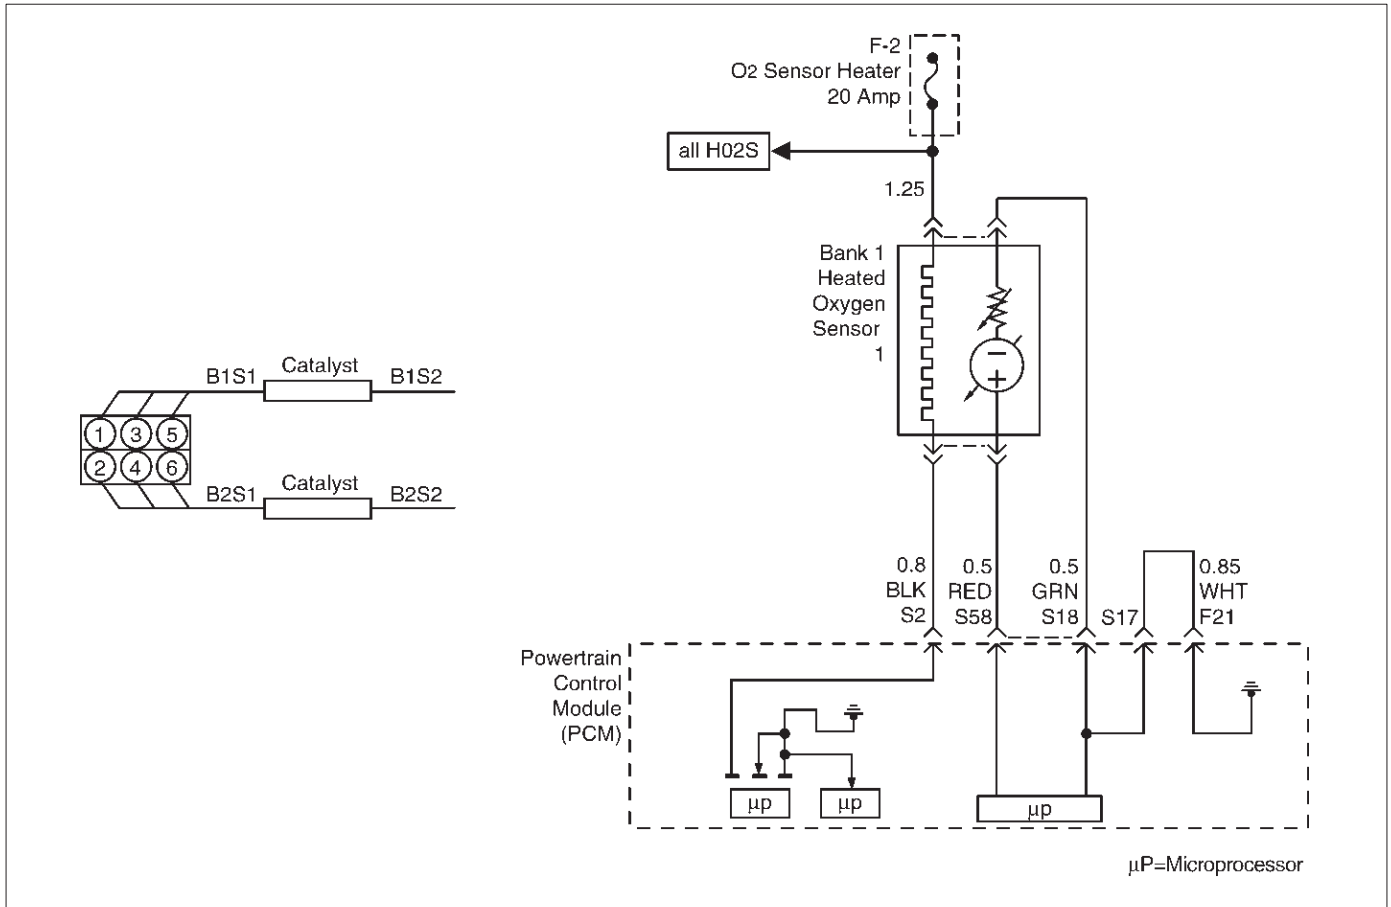 F-2
O2 Sensor Heater
20 Amp
all H02S
1.25
Bank 1
Heated
Oxygen
Sensor
1
−
+
B1S1
Catalyst
B1S2
1
3
5
2
4
6
B2S1
Catalyst
B2S2
0.8
BLK
S2
0.5
RED
S58
0.5
GRN
S18
S17
0.85
WHT
F21
Powertrain
Control
Module
(PCM)
μp
μp
μp
μP=Microprocessor